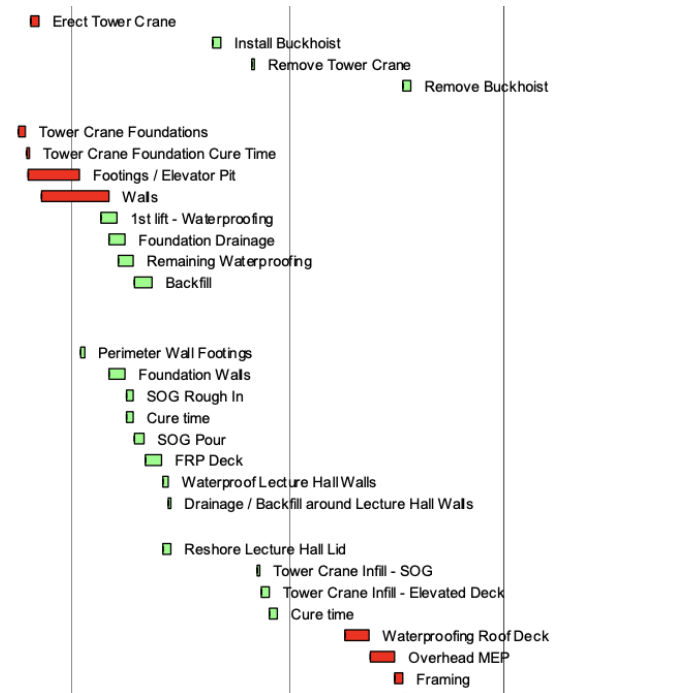 Erect Tower Crane
Install Buckhoist
Remove Tower Crane
Remove Buckhoist
Tower Crane Foundations
Tower Crane Foundation Cure Time
Footings / Elevator Pit
Walls
1st lift - Waterproofing
Foundation Drainage
Remaining Waterproofing
Backfill
Perimeter Wall Footings
Foundation Walls
SOG Rough In
Cure time
SOG Pour
FRP Deck
Waterproof Lecture Hall Walls
Drainage / Backfill around Lecture Hall Walls
Reshore Lecture Hall Lid
Tower Crane Infill - SOG
Tower Crane Infill - Elevated Deck
Cure time
Waterproofing Roof Deck
Overhead MEP
Framing